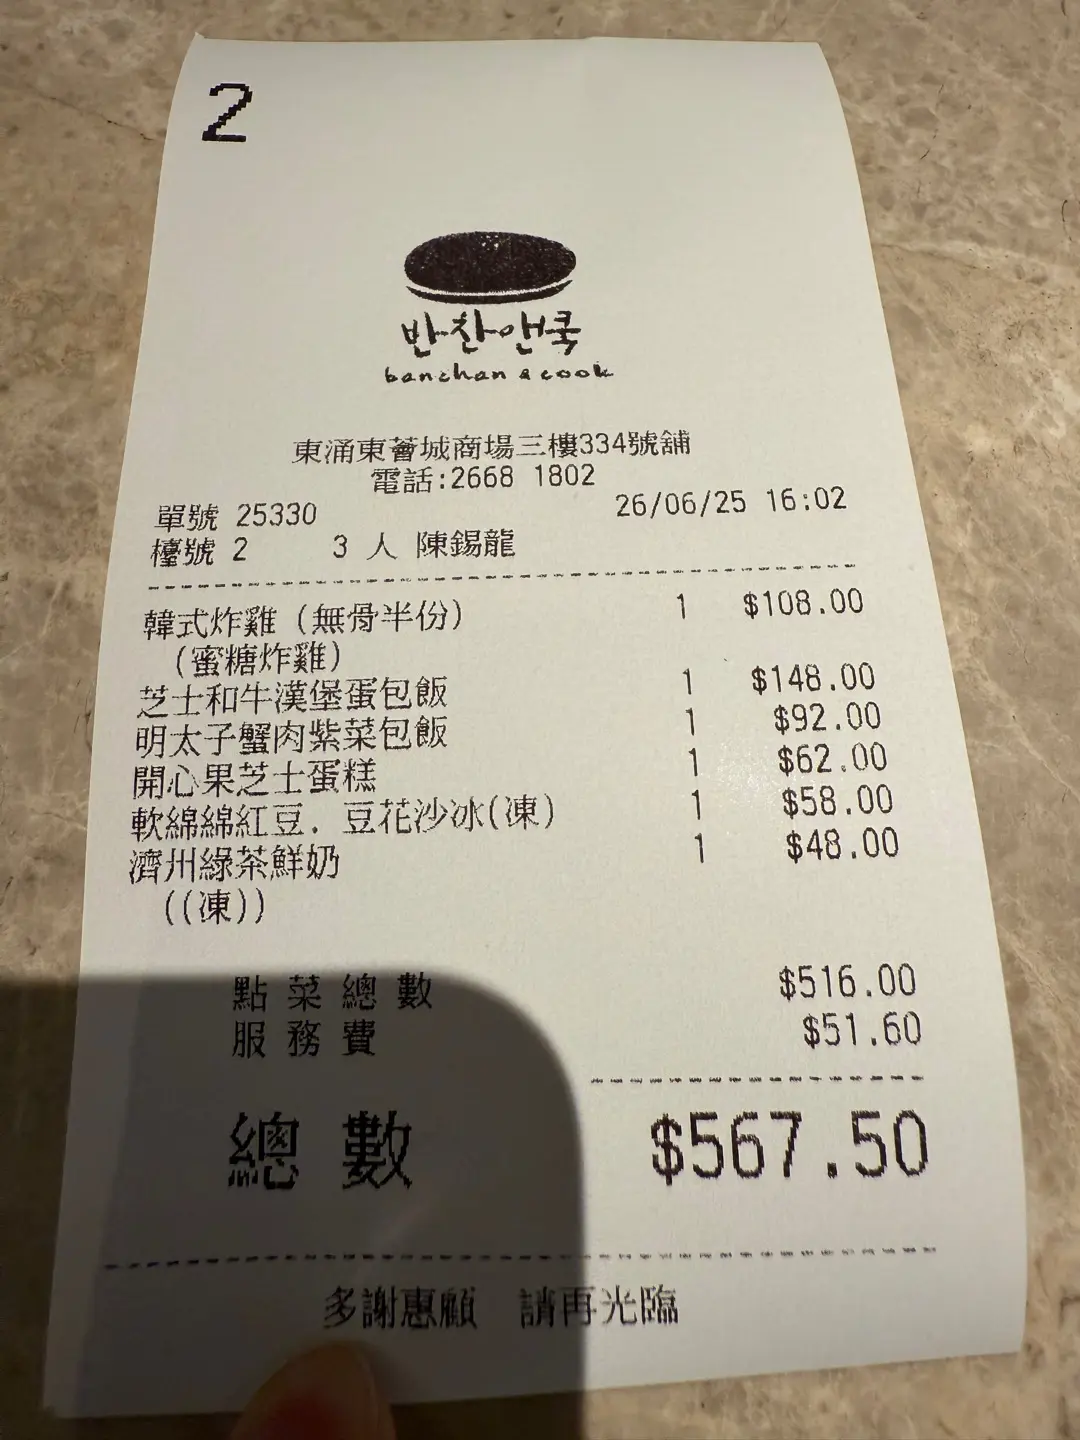 2
반찬앤쿡
banchan & cook
東涌東薈城商場三樓334號舖
電話:2668 1802
單號 25330 26/06/25 16:02
檯號 2 3 人 陳錫龍
韓式炸雞 (無骨半份) 1 $108.00
(蜜糖炸雞)
芝士和牛漢堡蛋包飯 1 $148.00
明太子蟹肉紫菜包飯 1 $92.00
開心果芝士蛋糕 1 $62.00
軟綿綿紅豆. 豆花沙冰(凍) 1 $58.00
濟州綠茶鮮奶 1 $48.00
((凍))
點菜總數 $516.00
服務費 $51.60
總數 $567.50
多謝惠顧 請再光臨